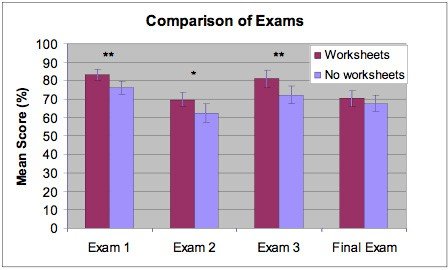 Comparison of Exams
Mean Score (%)
100
90
80
70
60
50
40
30
20
10
0
**
*
**
Worksheets
No worksheets
Exam 1
Exam 2
Exam 3
Final Exam